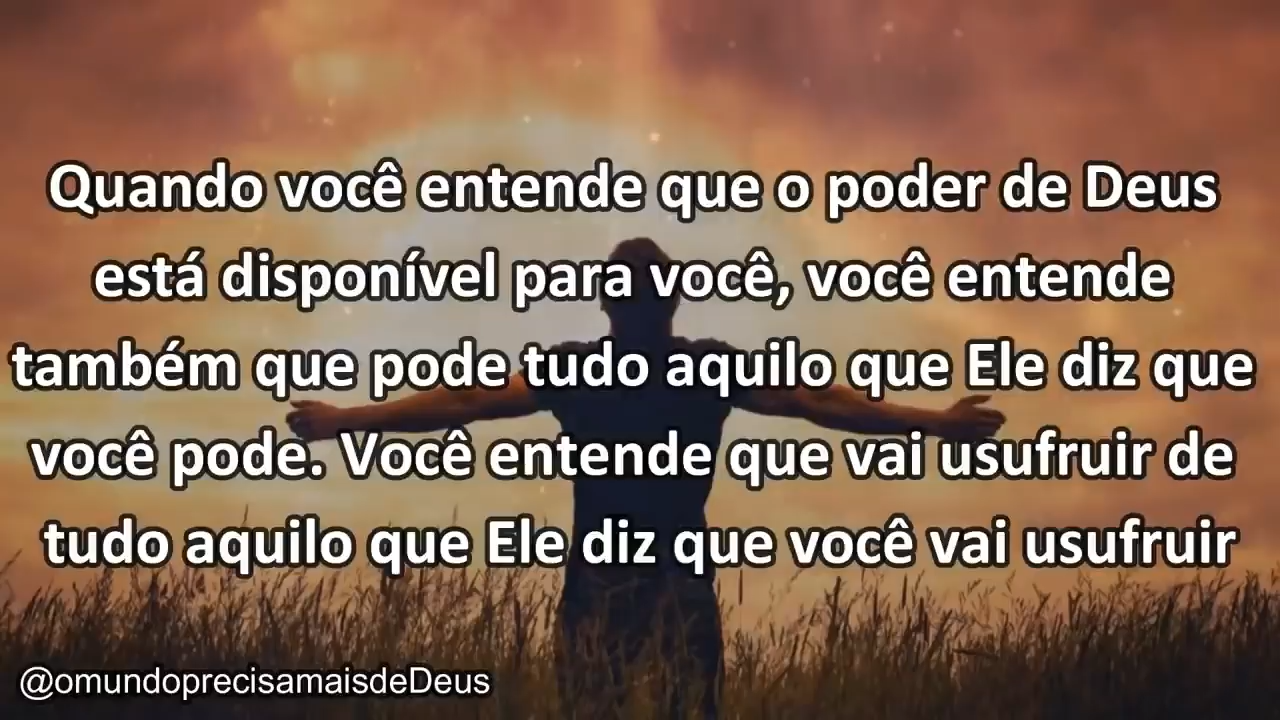 Quando você entende que o poder de Deus
está disponível para você, você entende
também que pode tudo aquilo que Ele diz que
você pode. Você entende que vai usufruir de
tudo aquilo que Ele diz que você vai usufruir
@omundoprecisamaisdeDeus